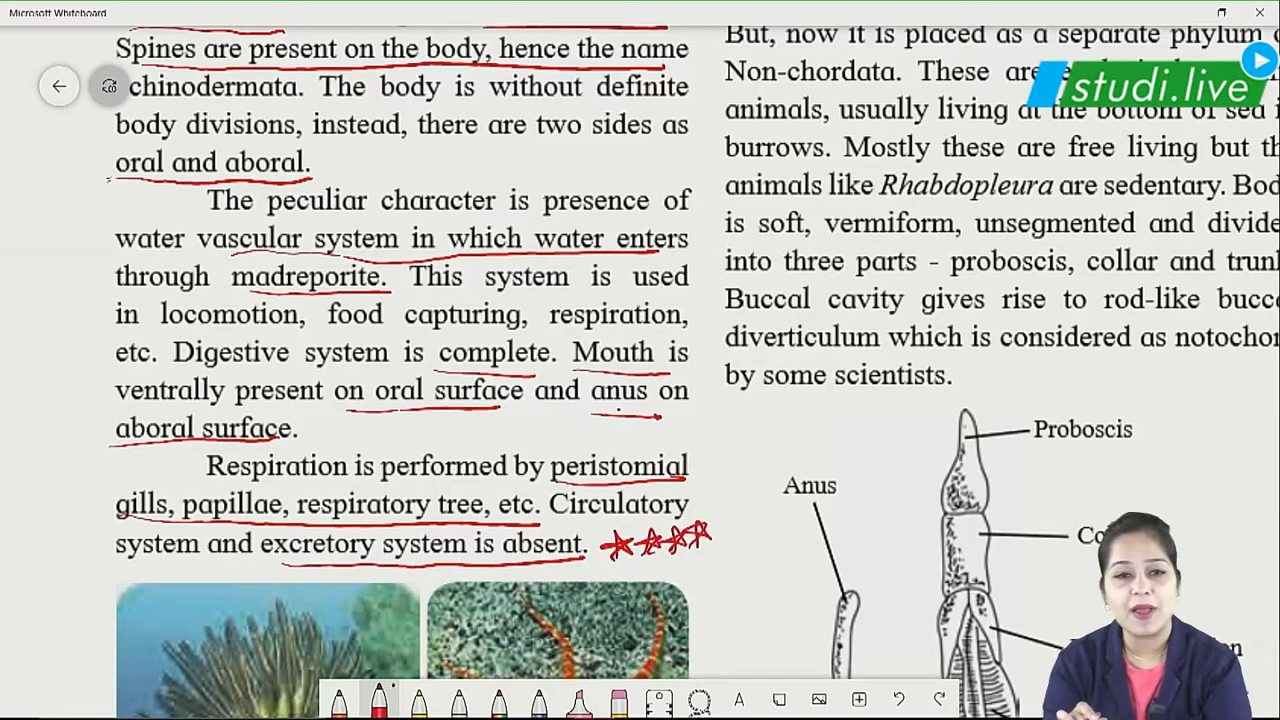 Microsoft Whiteboard
Spines are present on the body, hence the name
chinodermata. The body is without definite
body divisions, instead, there are two sides as
oral and aboral.
The peculiar character is presence of
water vascular system in which water enters
through madreporite. This system is used
in locomotion, food capturing, respiration,
etc. Digestive system is complete. Mouth is
ventrally present on oral surface and anus on
aboral surface.
Respiration is performed by peristomial
gills, papillae, respiratory tree, etc. Circulatory
system and excretory system is absent.
But, now it is placed as a separate phylum
Non-chordata. These are
animals, usually living at the bottom of sea
burrows. Mostly these are free living but
animals like Rhabdopleura are sedentary.
is soft, vermiform, unsegmented and
into three parts - proboscis, collar and
Buccal cavity gives rise to rod-like
diverticulum which is considered as
by some scientists.
studi.live
Proboscis
Anus